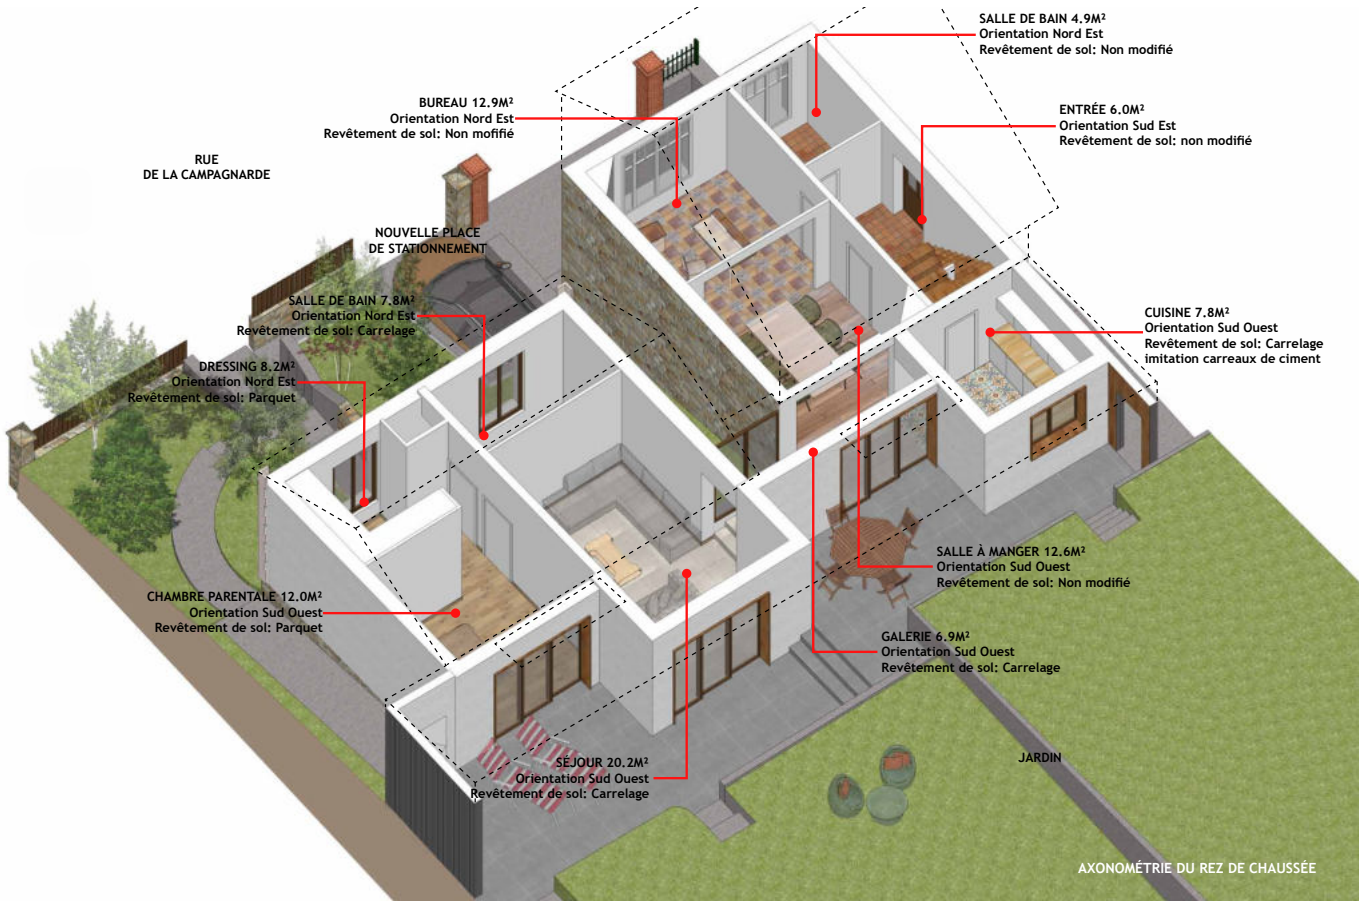 SALLE DE BAIN 4.9M²
Orientation Nord Est
Revêtement de sol: Non modifié
BUREAU 12.9M²
Orientation Nord Est
Revêtement de sol: Non mofifié
ENTRÉE 6.0M²
Orientation Sud Est
Revêtement de sol: non modifié
RUE
DE LA CAMPAGNARDE
NOUVELLE PLACE
DE STATIONNEMENT
SALLE DE BAIN 7.8M²
Orientation Nord Est
Revêtement de sol: Carrelage
CUISINE 7.8M²
Orientation Sud Ouest
Revêtement de sol: Carrelage
imitation carreaux de ciment
DRESSING 8.2M²
Orientation Nord Est
Revêtement de sol: Parquet
SALLE À MANGER 12.6M²
Orientation Sud Ouest
Revêtement de sol: Non modifié
CHAMBRE PARENTALE 12.0M²
Orientation Sud Ouest
Revêtement de sol: Parquet
GALERIE 6.9M²
Orientation Sud Ouest
Revêtement de sol: Carrelage
SÉJOUR 20.2M²
Orientation Sud Ouest
Revêtement de sol: Carrelage
JARDIN
AXONOMÉTRIE DU REZ DE CHAUSSÉE